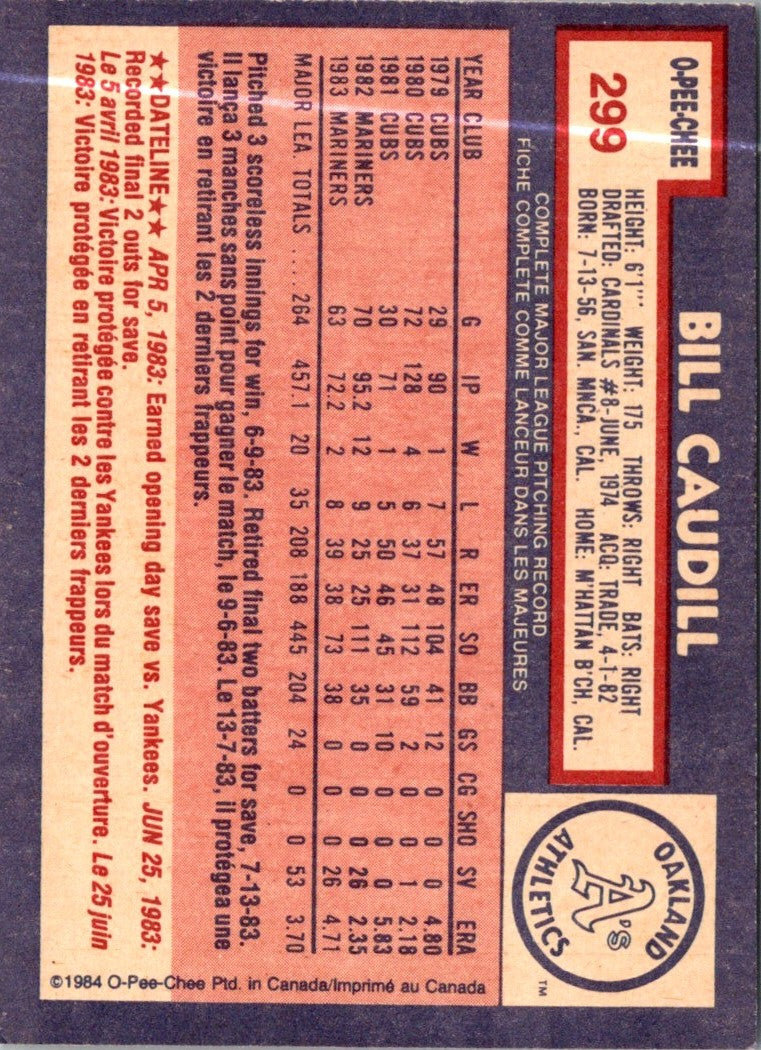 O-PEE-CHEE
299
BILL CAUDILL
HEIGHT: 6'1"" WEIGHT: 175 THROWS: RIGHT BATS: RIGHT
DRAFTED: CARDINALS #8-JUNE, 1974 ACQ: TRADE, 4-1-82
BORN: 7-13-56, SAN. MNCA., CAL. HOME: M'HATTAN B'CH, CAL.
OAKLAND
A's
ATHLETICS
TM
COMPLETE MAJOR LEAGUE PITCHING RECORD
FICHE COMPLETE COMME LANCEUR DANS LES MAJEURES
YEAR CLUB G IP W L R ER SO BB GS CG SHO SV ERA
1979 CUBS 29 90 1 7 57 48 104 41 12 0 0 0 4.80
1980 CUBS 72 128 4 6 37 31 112 59 2 0 0 1 2.18
1981 CUBS 30 71 1 5 50 46 45 31 10 0 0 0 5.83
1982 MARINERS 70 95.2 12 9 25 25 111 35 0 0 0 26 2.35
1983 MARINERS 63 72.2 2 8 39 38 73 38 0 0 0 26 4.71
MAJOR LEA. TOTALS .... 264 457.1 20 35 208 188 445 204 24 0 0 53 3.70
Pitched 3 scoreless innings for win, 6-9-83. Retired final two batters for save, 7-13-83.
Il lança 3 manches sans point pour gagner le match, le 9-6-83. Le 13-7-83, il protégea une
victoire en retirant les 2 derniers frappeurs.
★★DATELINE★★ APR 5, 1983: Earned opening day save vs. Yankees. JUN 25, 1983:
Recorded final 2 outs for save.
Le 5 avril 1983: Victoire protégée contre les Yankees lors du match d'ouverture. Le 25 juin
1983: Victoire protégée en retirant les 2 derniers frappeurs.
©1984 O-Pee-Chee Ptd. in Canada/Imprimé au Canada